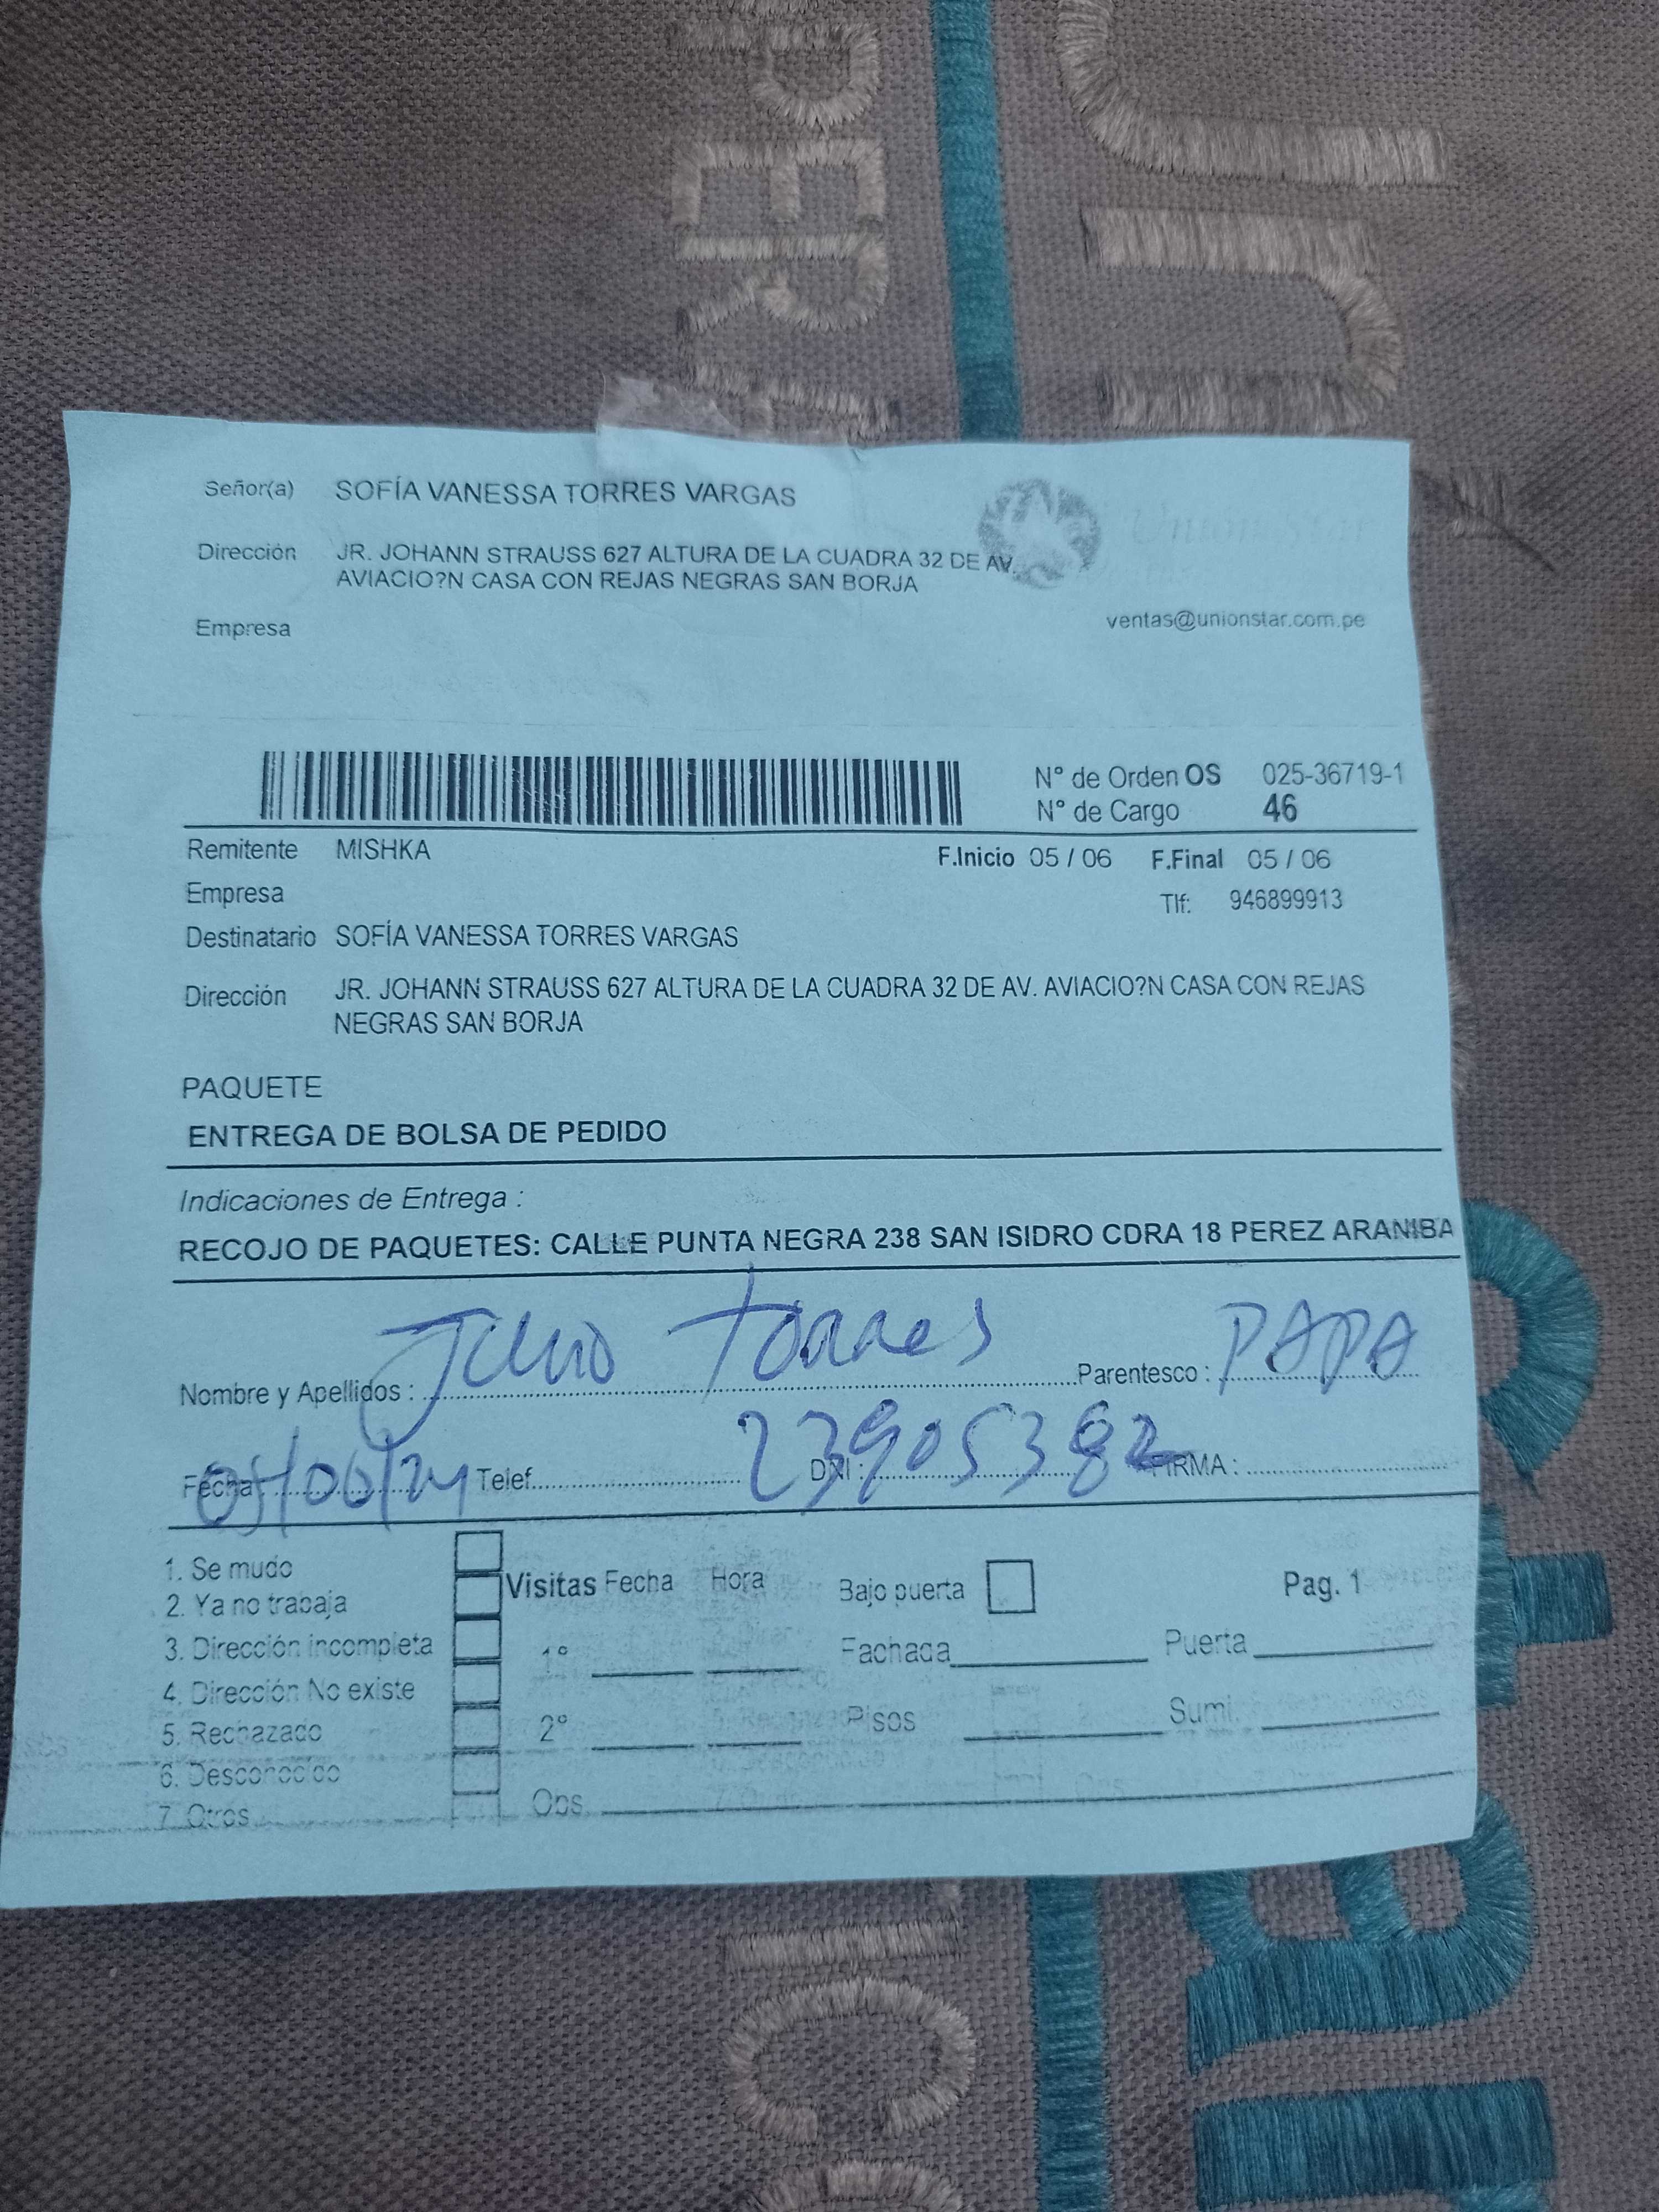 Señor(a) SOFÍA VANESSA TORRES VARGAS
Dirección JR. JOHANN STRAUSS 627 ALTURA DE LA CUADRA 32 DE AV.
AVIACIO?N CASA CON REJAS NEGRAS SAN BORJA
Union Star
Empresa ventas@unionstar.com.pe
N° de Orden OS 025-36719-1
N° de Cargo 46
Remitente MISHKA F.Inicio 05 / 06 F.Final 05 / 06
Empresa Tlf: 946899913
Destinatario SOFÍA VANESSA TORRES VARGAS
Dirección JR. JOHANN STRAUSS 627 ALTURA DE LA CUADRA 32 DE AV. AVIACIO?N CASA CON REJAS
NEGRAS SAN BORJA
PAQUETE
ENTREGA DE BOLSA DE PEDIDO
Indicaciones de Entrega :
RECOJO DE PAQUETES: CALLE PUNTA NEGRA 238 SAN ISIDRO CDRA 18 PEREZ ARANIBA
Nombre y Apellidos : Julio Torres Parentesco : PAPA
Fecha 05/06/24 Telef. DNI : 23905382 FIRMA :
1. Se mudo
2. Ya no trabaja
3. Dirección incompleta
4. Dirección No existe
5. Rechazado
6. Desconocido
7. Otros
Visitas Fecha Hora Bajo puerta Pag. 1
1° Fachada Puerta
2° Pisos Sumi.
Obs.